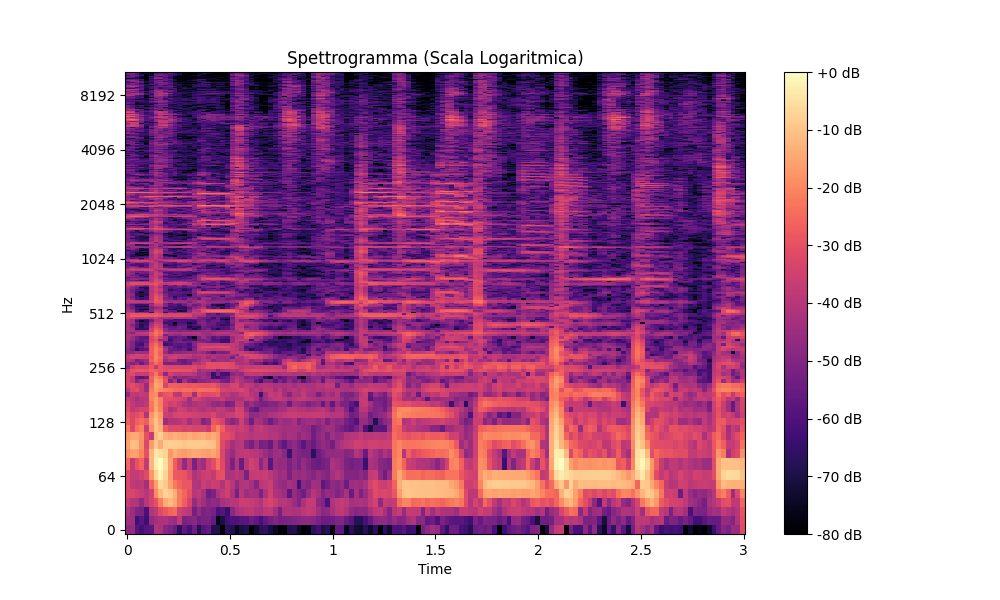 Spettrogramma (Scala Logaritmica)
Hz
8192
4096
2048
1024
512
256
128
64
0
0
0.5
1
1.5
2
2.5
3
Time
+0 dB
-10 dB
-20 dB
-30 dB
-40 dB
-50 dB
-60 dB
-70 dB
-80 dB